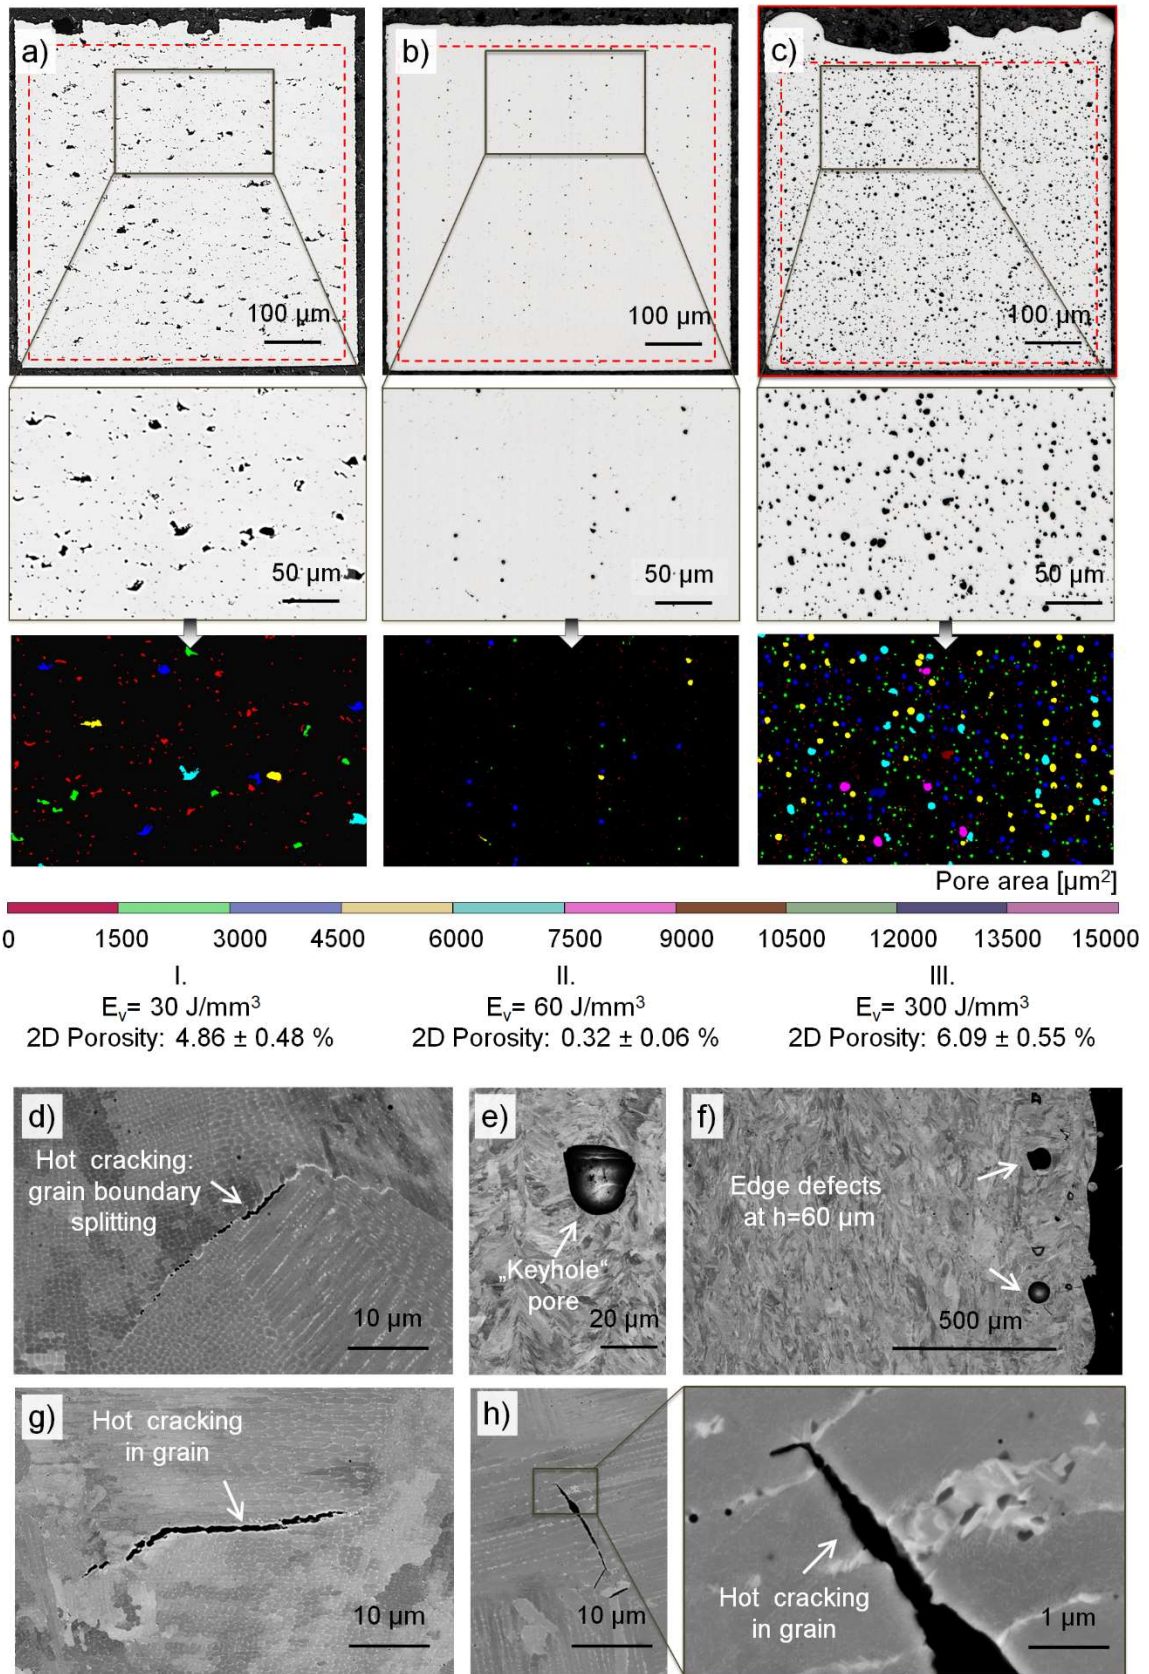 a)
b)
c)
100 µm
100 µm
100 µm
50 µm
50 µm
50 µm
Pore area [µm²]
0 1500 3000 4500 6000 7500 9000 10500 12000 13500 15000
I.
Eᵥ= 30 J/mm³
2D Porosity: 4.86 ± 0.48 %
II.
Eᵥ= 60 J/mm³
2D Porosity: 0.32 ± 0.06 %
III.
Eᵥ= 300 J/mm³
2D Porosity: 6.09 ± 0.55 %
d)
Hot cracking:
grain boundary
splitting
10 µm
e)
„Keyhole“
pore
20 µm
f)
Edge defects
at h=60 µm
500 µm
g)
Hot cracking
in grain
10 µm
h)
10 µm
Hot cracking
in grain
1 µm